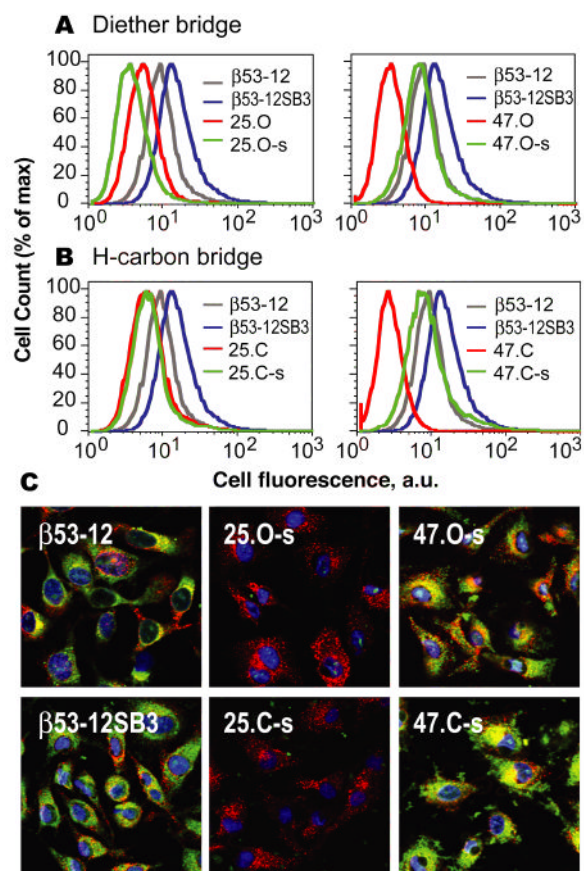 A Diether bridge
Cell Count (% of max)
100
80
60
40
20
0
10⁰ 10¹ 10² 10³
β53-12
β53-12SB3
25.O
25.O-s
10⁰ 10¹ 10² 10³
β53-12
β53-12SB3
47.O
47.O-s
B H-carbon bridge
100
80
60
40
20
0
10⁰ 10¹ 10² 10³
β53-12
β53-12SB3
25.C
25.C-s
10⁰ 10¹ 10² 10³
β53-12
β53-12SB3
47.C
47.C-s
Cell fluorescence, a.u.
C
β53-12
25.O-s
47.O-s
β53-12SB3
25.C-s
47.C-s